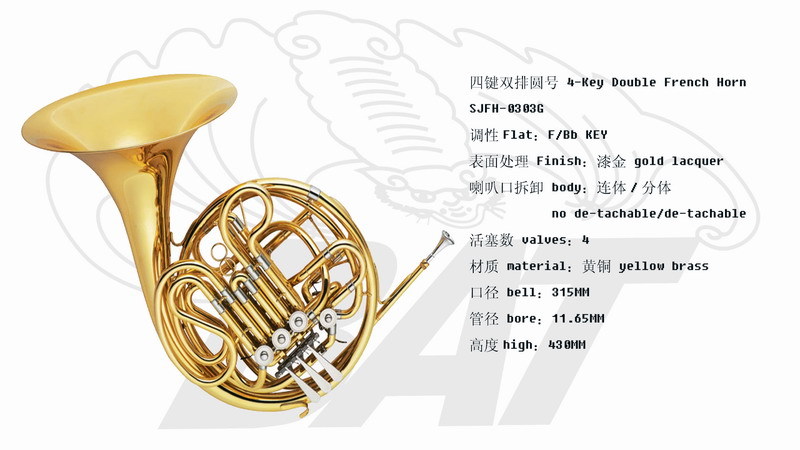 四键双排圆号 4-Key Double French Horn
SJFH-0303G
调性 Flat: F/Bb KEY
表面处理 Finish: 漆金 gold lacquer
喇叭口拆卸 body: 连体 / 分体
no de-tachable/de-tachable
活塞数 valves: 4
材质 material: 黄铜 yellow brass
口径 bell: 315MM
管径 bore: 11.65MM
高度 high: 430MM
BAT